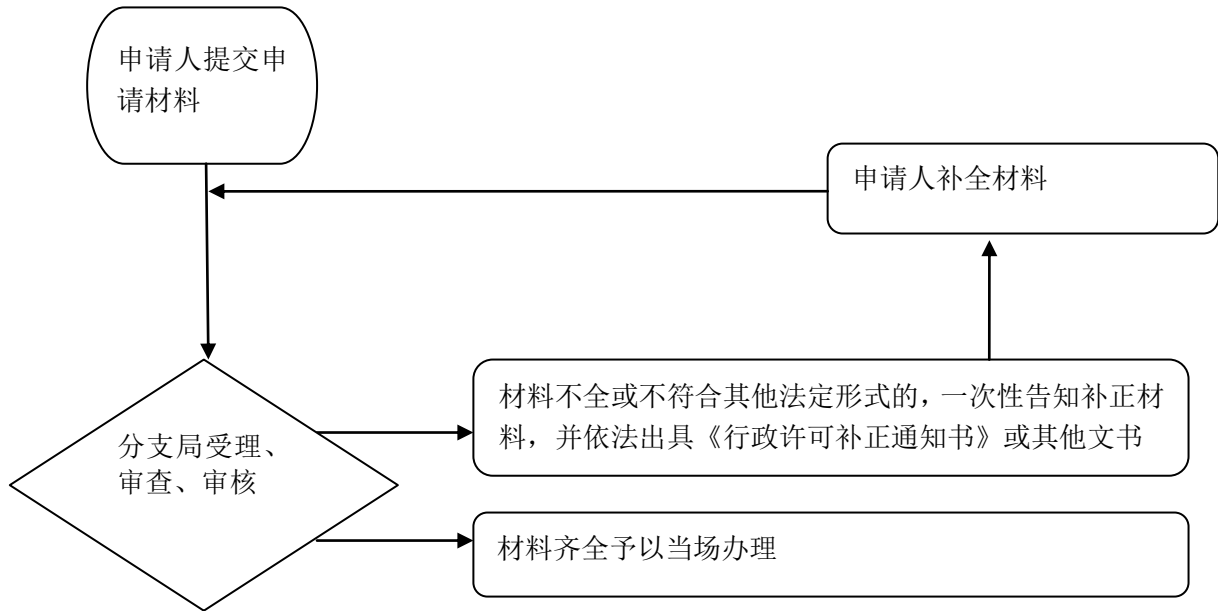 申请人提交申
请材料
申请人补全材料
材料不全或不符合其他法定形式的，一次性告知补正材
料，并依法出具《行政许可补正通知书》或其他文书
分支局受理、
审查、审核
材料齐全予以当场办理